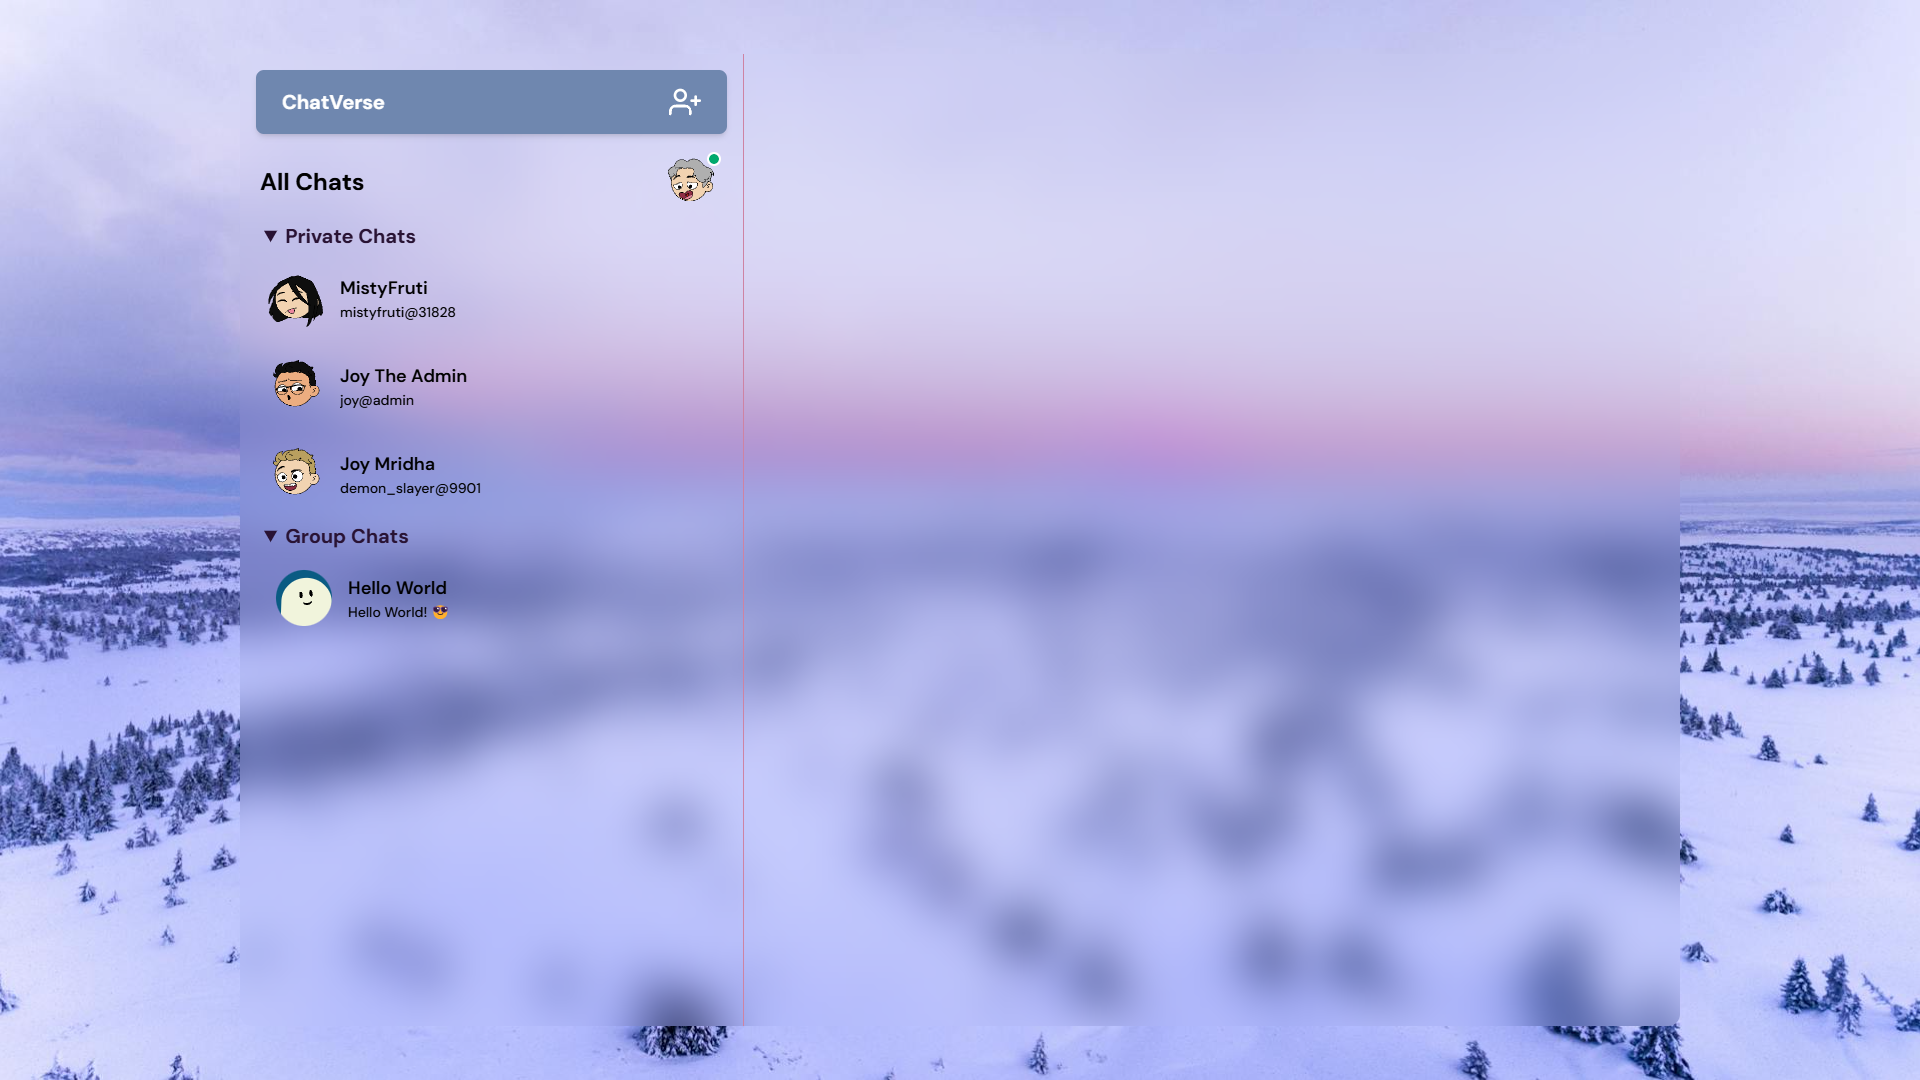 ChatVerse
All Chats
Private Chats
MistyFruti
mistyfruti@31828
Joy The Admin
joy@admin
Joy Mridha
demon_slayer@9901
Group Chats
Hello World
Hello World! 😎